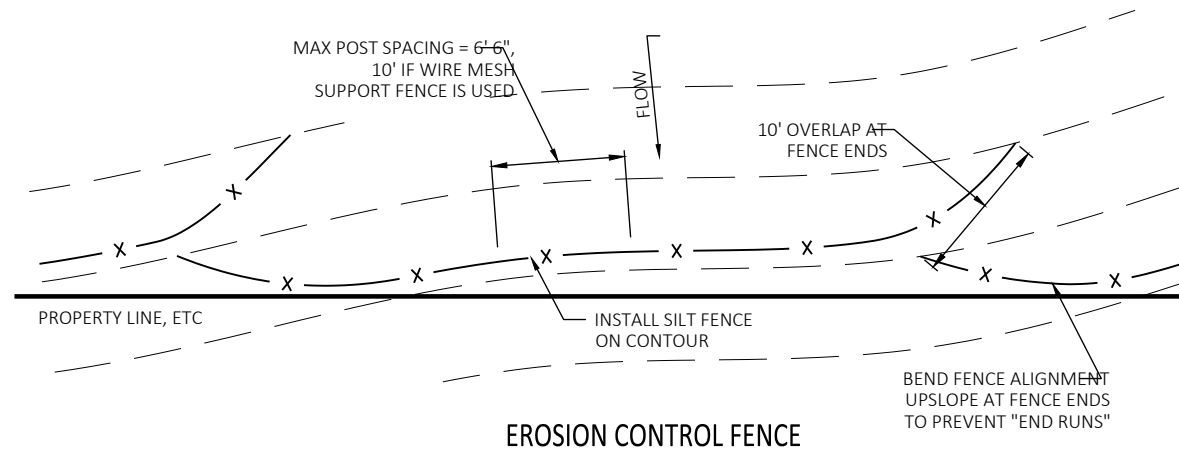 MAX POST SPACING = 6' 6",
10' IF WIRE MESH
SUPPORT FENCE IS USED
FLOW
10' OVERLAP AT
FENCE ENDS
PROPERTY LINE, ETC
INSTALL SILT FENCE
ON CONTOUR
BEND FENCE ALIGNMENT
UPSLOPE AT FENCE ENDS
TO PREVENT "END RUNS"
EROSION CONTROL FENCE